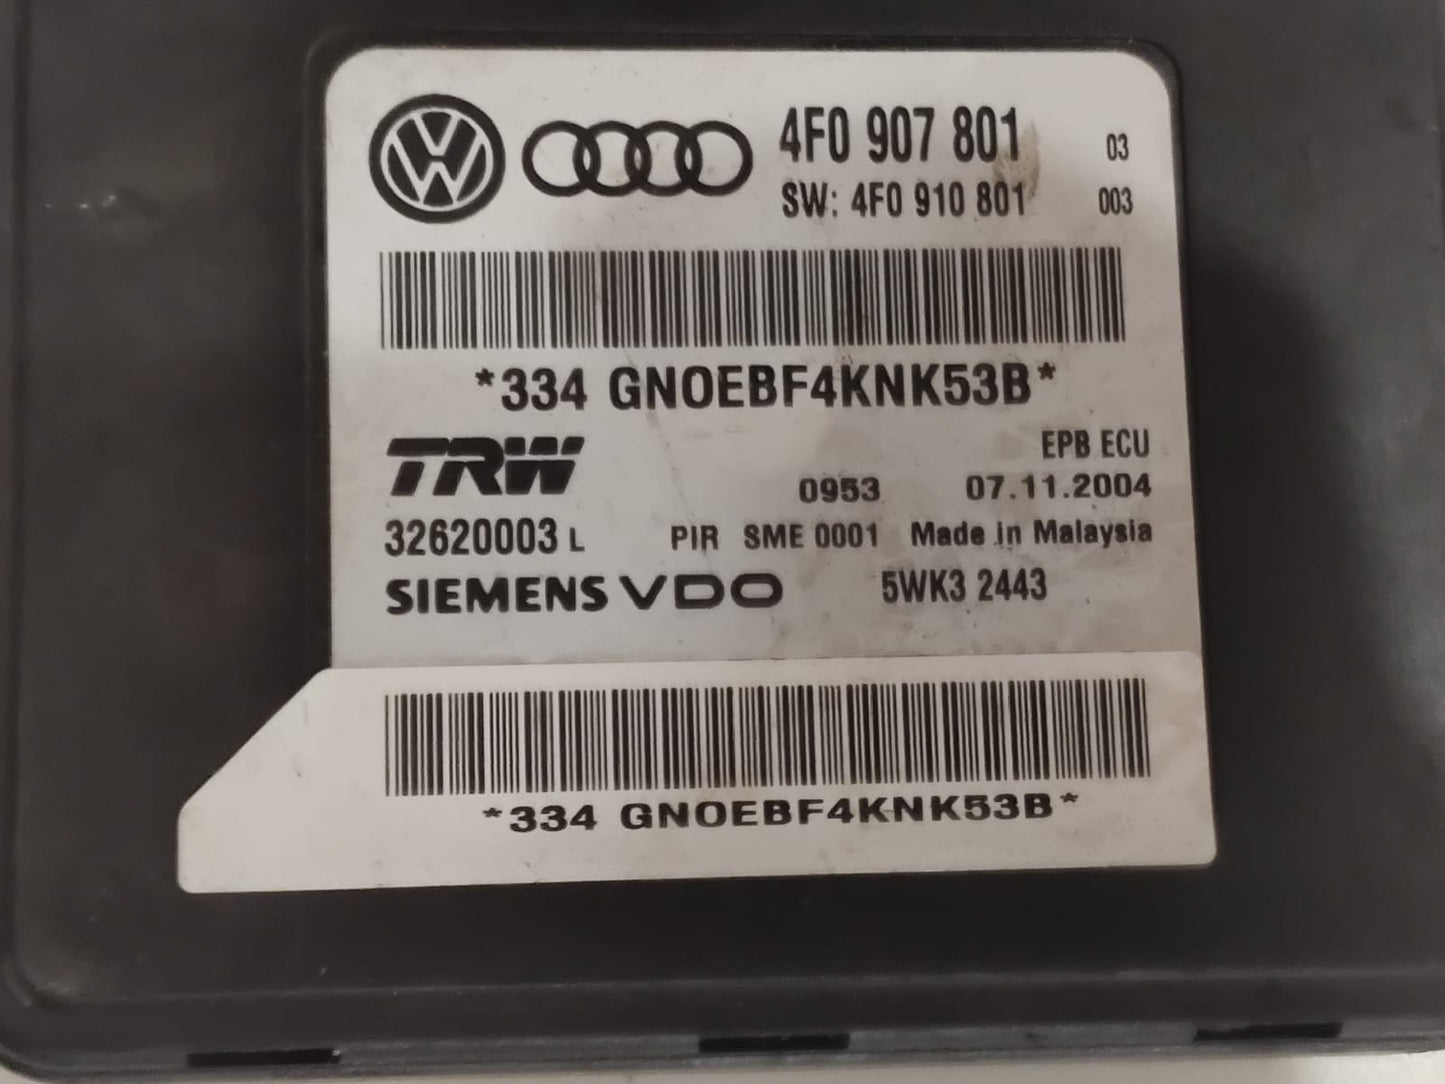 4F0 907 801 03
SW: 4F0 910 801 003
*334 GNOEBF4KNK53B*
TRW EPB ECU
0953 07.11.2004
32620003 L PIR SME 0001 Made in Malaysia
SIEMENS VDO 5WK3 2443
*334 GNOEBF4KNK53B*